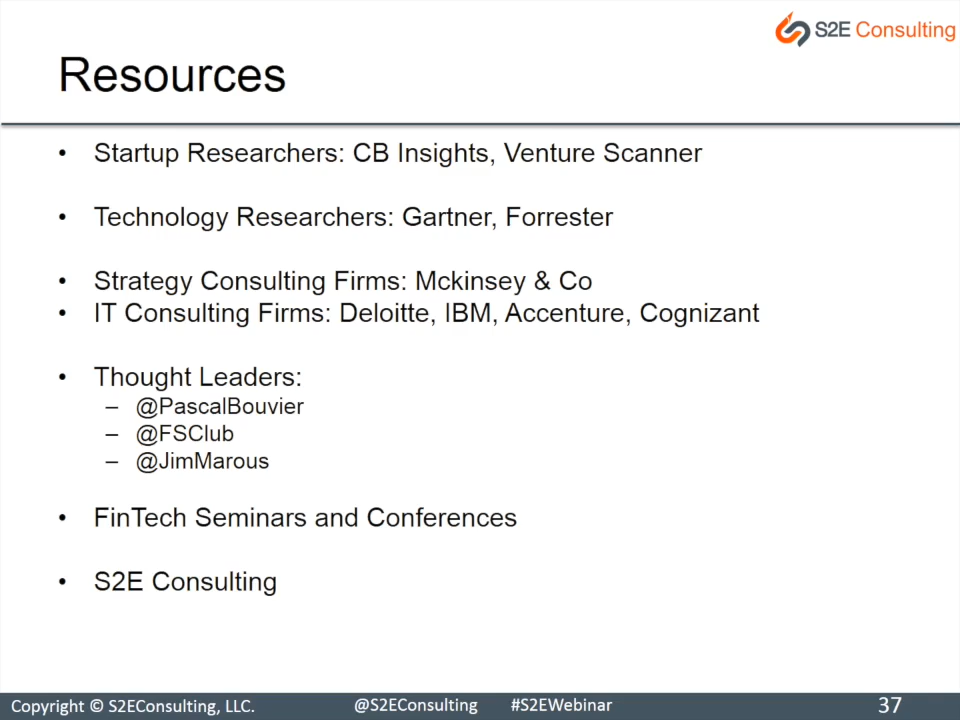 S2E Consulting
Resources
• Startup Researchers: CB Insights, Venture Scanner
• Technology Researchers: Gartner, Forrester
• Strategy Consulting Firms: Mckinsey & Co
• IT Consulting Firms: Deloitte, IBM, Accenture, Cognizant
• Thought Leaders:
– @PascalBouvier
– @FSClub
– @JimMarous
• FinTech Seminars and Conferences
• S2E Consulting
Copyright © S2EConsulting, LLC. @S2EConsulting #S2EWebinar 37